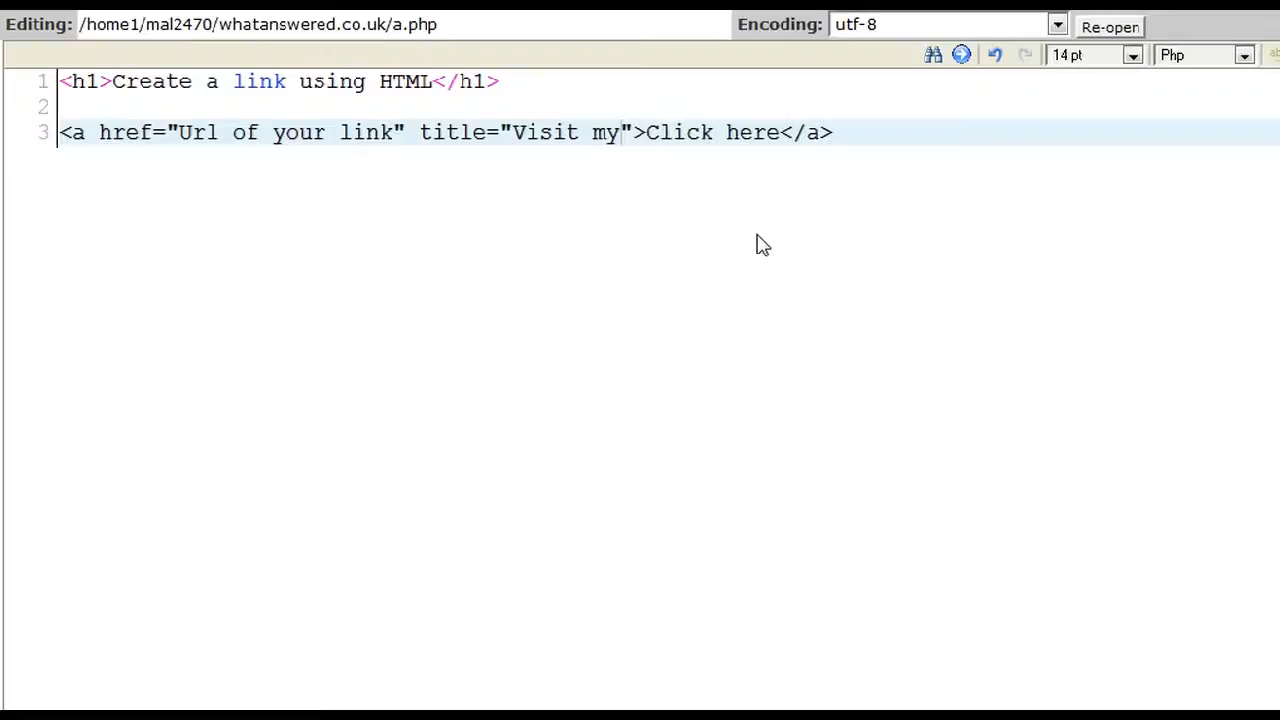 Editing: /home1/mal2470/whatanswered.co.uk/a.php Encoding: utf-8 Re-open
14 pt Php
1 <h1>Create a link using HTML</h1>
2
3 <a href="Url of your link" title="Visit my">Click here</a>